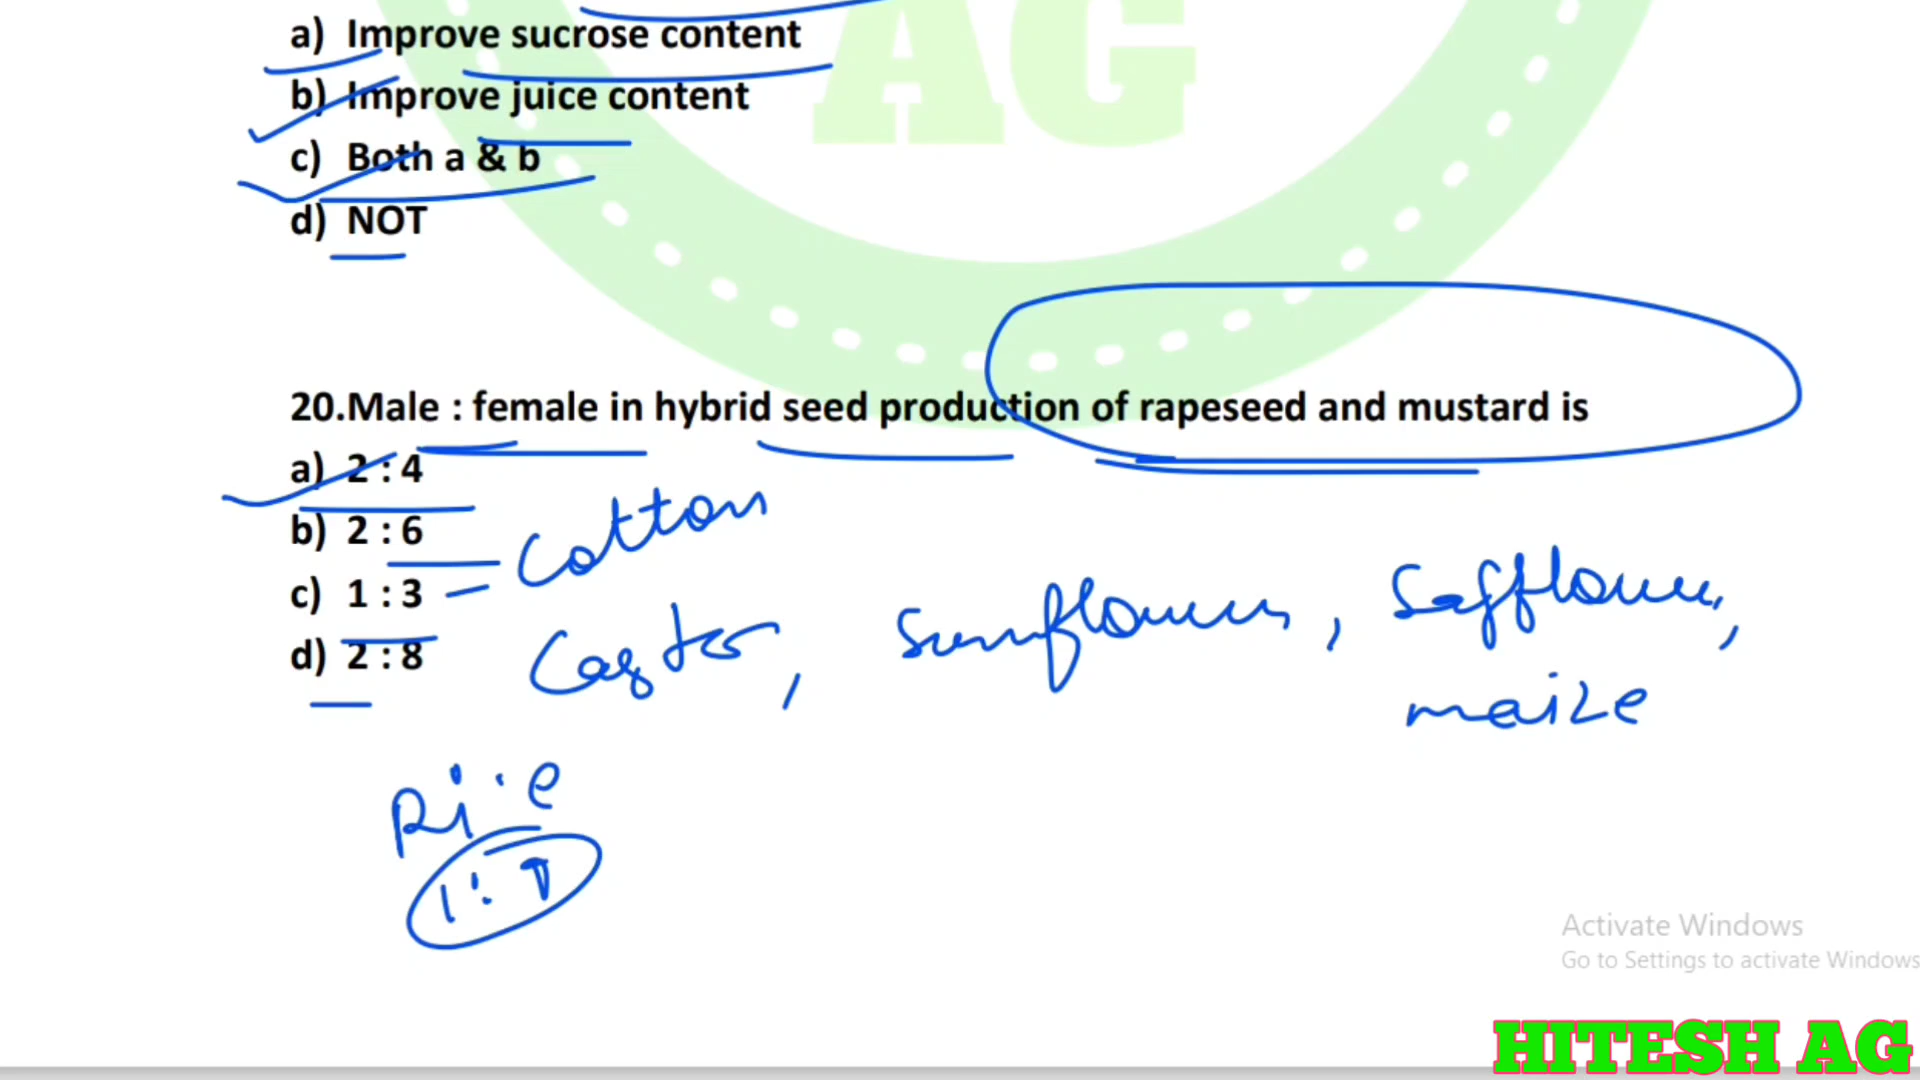 a) Improve sucrose content
AG
b) Improve juice content
c) Both a & b
d) NOT
20.Male : female in hybrid seed production of rapeseed and mustard is
a) 2 : 4
b) 2 : 6
cotton
c) 1 : 3
Castor, Sunflower, Safflower,
d) 2 : 8
maize
Activate Windows
Go to Settings to activate Windows
HITESH AG